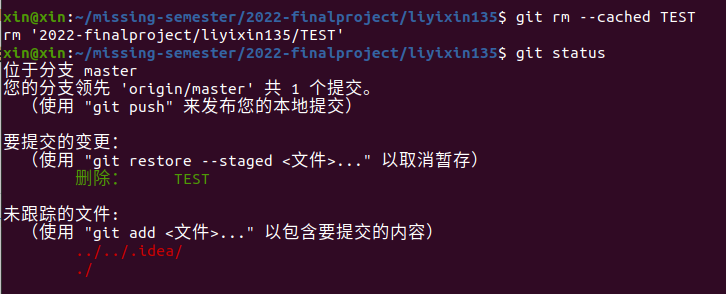 xin@xin:~/missing-semester/2022-finalproject/liyixin135$ git rm --cached TEST
rm '2022-finalproject/liyixin135/TEST'
xin@xin:~/missing-semester/2022-finalproject/liyixin135$ git status
位于分支 master
您的分支领先 'origin/master' 共 1 个提交。
（使用 "git push" 来发布您的本地提交）
要提交的变更：
（使用 "git restore --staged <文件>..." 以取消暂存）
删除： TEST
未跟踪的文件:
（使用 "git add <文件>..." 以包含要提交的内容）
../../.idea/
./